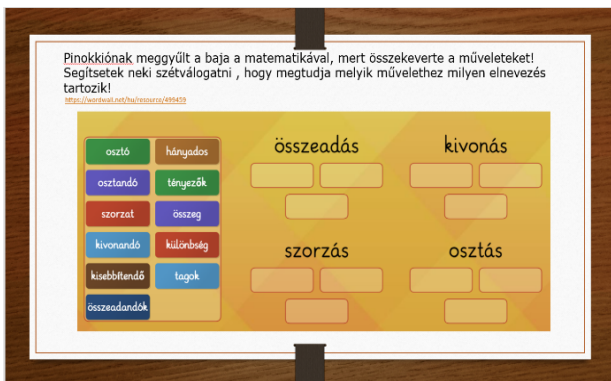 Pinokkiónak meggyűlt a baja a matematikával, mert összekeverte a műveleteket!
Segítsetek neki szétválogatni , hogy megtudja melyik művelethez milyen elnevezés
tartozik!
https://wordwall.net/hu/resource/495459
osztó
hányados
osztandó
tényezők
szorzat
összeg
kivonandó
különbség
kisebbítendő
tagok
összeadandók
összeadás
kivonás
szorzás
osztás